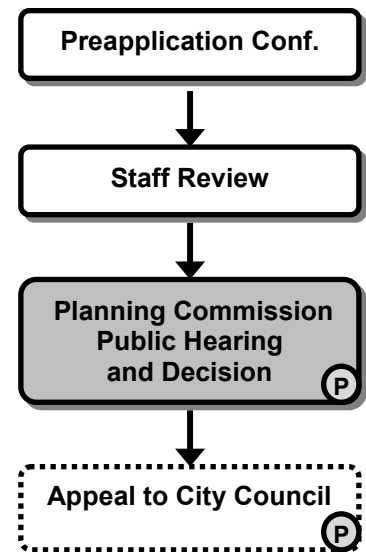 Preapplication Conf.
Staff Review
Planning Commission
Public Hearing
and Decision
P
Appeal to City Council
P